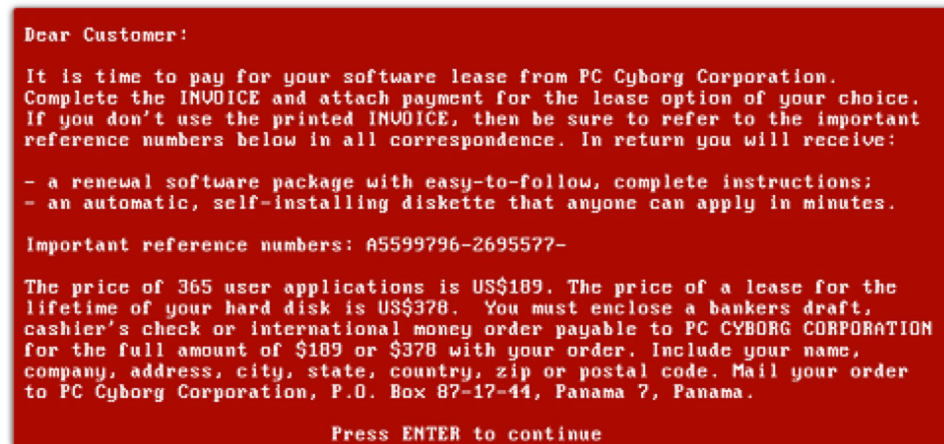 Dear Customer:
It is time to pay for your software lease from PC Cyborg Corporation.
Complete the INVOICE and attach payment for the lease option of your choice.
If you don't use the printed INVOICE, then be sure to refer to the important
reference numbers below in all correspondence. In return you will receive:
- a renewal software package with easy-to-follow, complete instructions;
- an automatic, self-installing diskette that anyone can apply in minutes.
Important reference numbers: A5599796-2695577-
The price of 365 user applications is US$189. The price of a lease for the
lifetime of your hard disk is US$378.  You must enclose a bankers draft,
cashier's check or international money order payable to PC CYBORG CORPORATION
for the full amount of $189 or $378 with your order. Include your name,
company, address, city, state, country, zip or postal code. Mail your order
to PC Cyborg Corporation, P.O. Box 87-17-44, Panama 7, Panama.
Press ENTER to continue